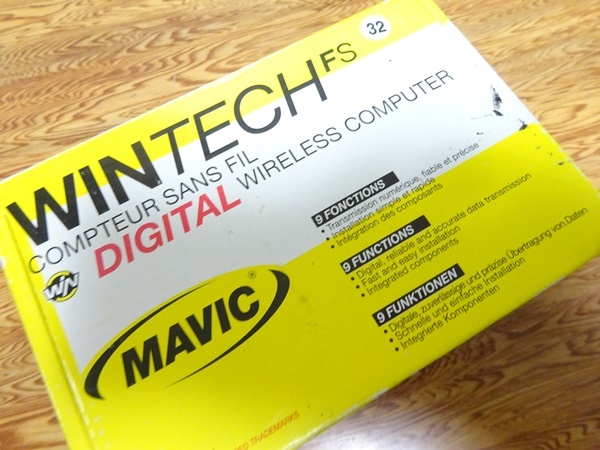 WINTECH FS 32
COMPTEUR SANS FIL
DIGITAL WIRELESS COMPUTER
WN
MAVIC®
9 FONCTIONS
• Transmission numérique, fiable et précise
• Installation simple et rapide
• Intégration des composants
9 FUNCTIONS
• Digital, reliable and accurate data transmission
• Fast and easy installation
• Integrated components
9 FUNKTIONEN
• Digitale, zuverlässige und präzise Übertragung von Daten
• Schnelle und einfache Installation
• Integrierte Komponenten
TRADEMARKS